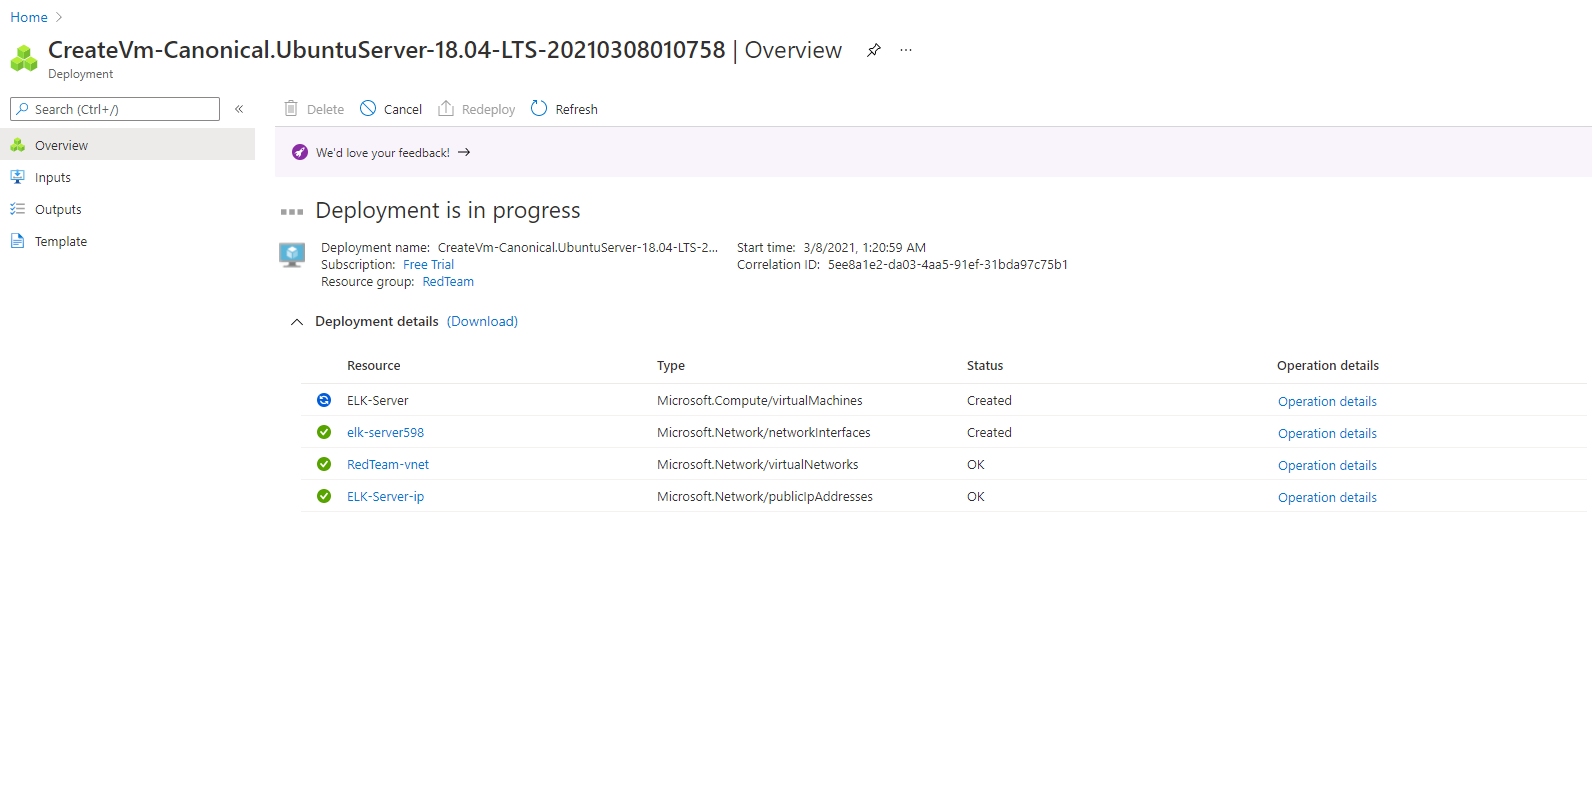 Home
CreateVm-Canonical.UbuntuServer-18.04-LTS-20210308010758 | Overview
Deployment
Search (Ctrl+/)
Delete Cancel Redeploy Refresh
Overview
Inputs
Outputs
Template
We'd love your feedback!
Deployment is in progress
Deployment name: CreateVm-Canonical.UbuntuServer-18.04-LTS-2... Start time: 3/8/2021, 1:20:59 AM
Subscription: Free Trial Correlation ID: 5ee8a1e2-da03-4aa5-91ef-31bda97c75b1
Resource group: RedTeam
Deployment details (Download)
Resource Type Status Operation details
ELK-Server Microsoft.Compute/virtualMachines Created Operation details
elk-server598 Microsoft.Network/networkInterfaces Created Operation details
RedTeam-vnet Microsoft.Network/virtualNetworks OK Operation details
ELK-Server-ip Microsoft.Network/publicIpAddresses OK Operation details